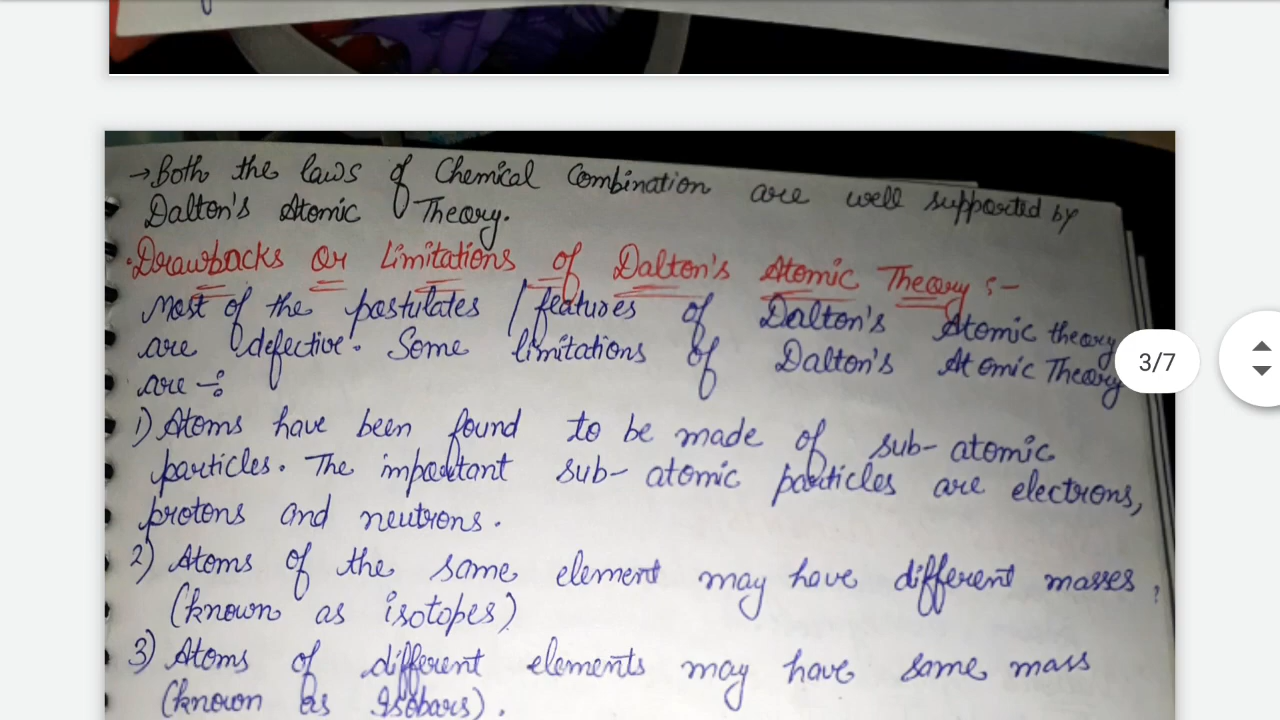 → Both the laws of Chemical Combination are well supported by
Dalton's Atomic Theory.
• Drawbacks Or Limitations of Dalton's Atomic Theory :-
Most of the postulates / features of Dalton's Atomic theory
are defective. Some limitations of Dalton's Atomic Theory
are -:
1) Atoms have been found to be made of sub-atomic
particles. The important sub-atomic particles are electrons,
protons and neutrons.
2) Atoms of the same element may have different masses
(known as isotopes)
3) Atoms of different elements may have same mass
(known as Isobars).
3/7